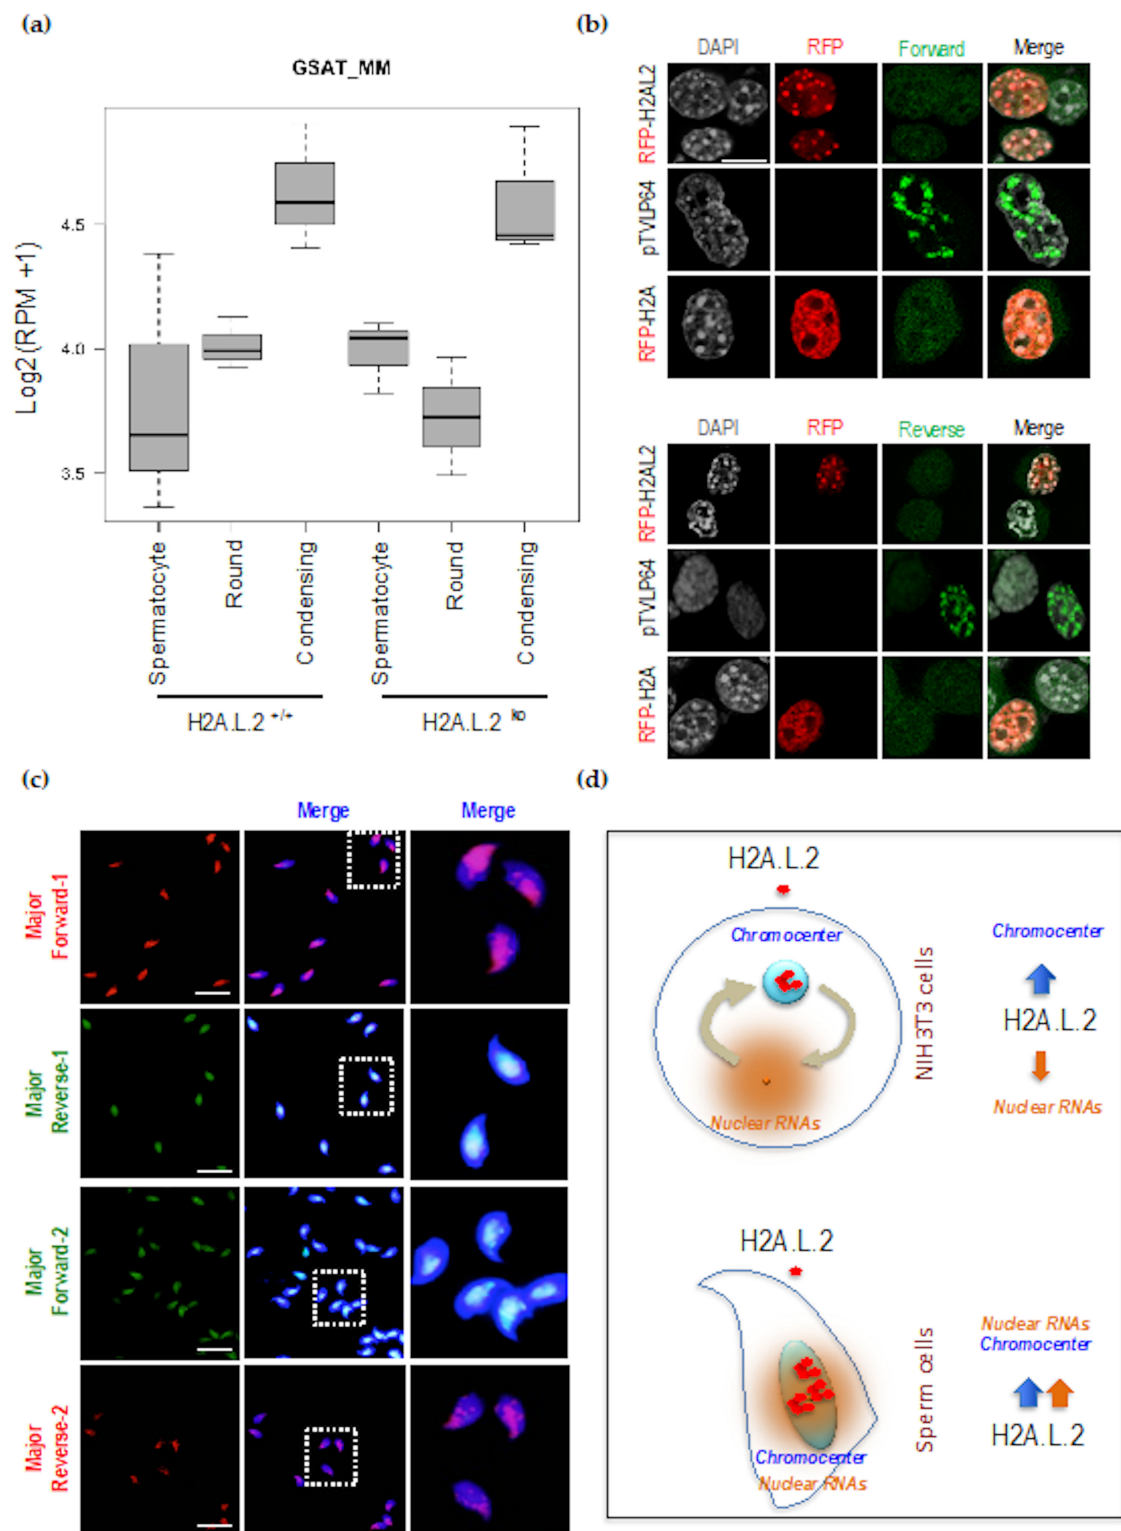 (a)
GSAT_MM
Log2(RPM +1)
4.5
4.0
3.5
Spermatocyte
Round
Condensing
Spermatocyte
Round
Condensing
H2A.L.2 +/+
H2A.L.2 ko
(b)
DAPI RFP Forward Merge
RFP-H2AL2
pTVLP64
RFP-H2A
DAPI RFP Reverse Merge
RFP-H2AL2
pTVLP64
RFP-H2A
(c)
Merge Merge
Major
Forward-1
Major
Reverse-1
Major
Forward-2
Major
Reverse-2
(d)
H2A.L.2
Chromocenter
Nuclear RNAs
NIH3T3 cells
Chromocenter
H2A.L.2
Nuclear RNAs
H2A.L.2
Chromocenter
Nuclear RNAs
Sperm cells
Nuclear RNAs
Chromocenter
H2A.L.2